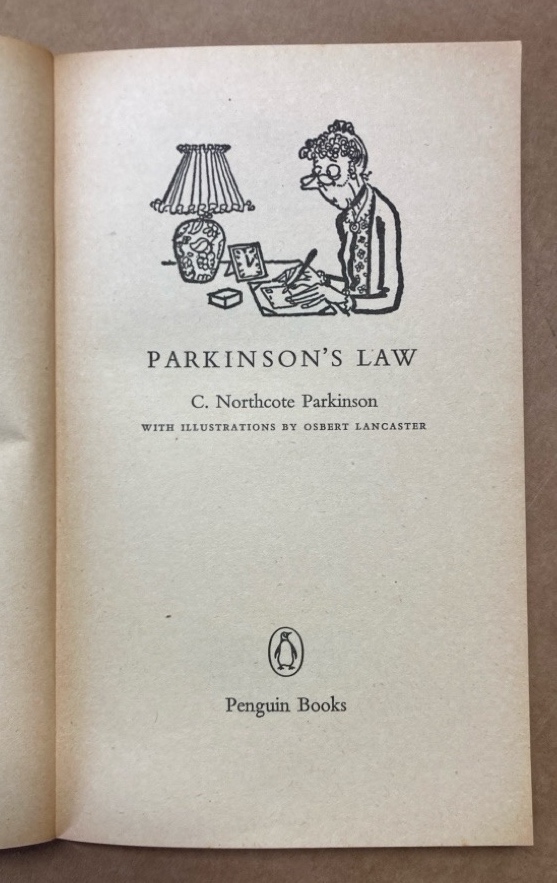 PARKINSON'S LAW
C. Northcote Parkinson
WITH ILLUSTRATIONS BY OSBERT LANCASTER
Penguin Books